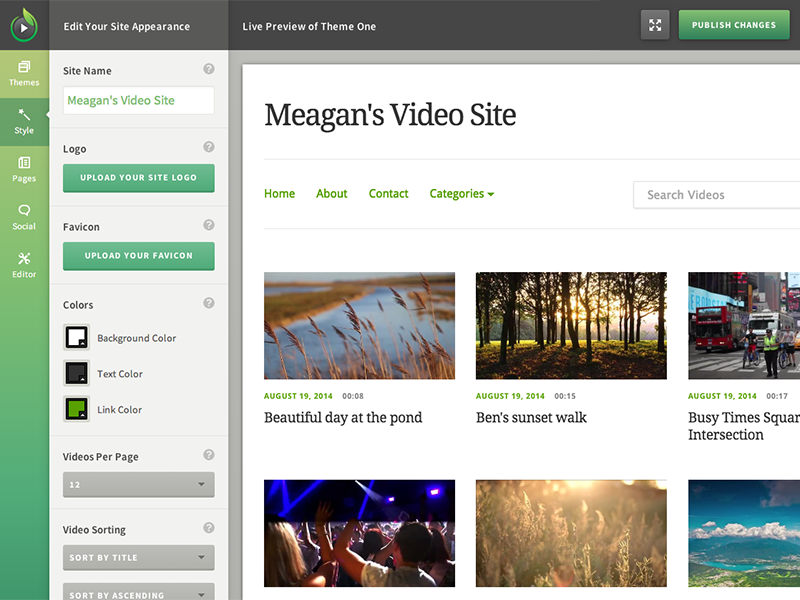 Edit Your Site Appearance
Live Preview of Theme One
PUBLISH CHANGES
Themes
Style
Pages
Social
Editor
Site Name
?
Meagan's Video Site
Logo
?
UPLOAD YOUR SITE LOGO
Favicon
?
UPLOAD YOUR FAVICON
Colors
?
Background Color
Text Color
Link Color
Videos Per Page
?
12
Video Sorting
?
SORT BY TITLE
SORT BY ASCENDING
Meagan's Video Site
Home About Contact Categories
Search Videos
AUGUST 19, 2014 00:08
Beautiful day at the pond
AUGUST 19, 2014 00:15
Ben's sunset walk
AUGUST 19, 2014 00:17
Busy Times Squar
Intersection